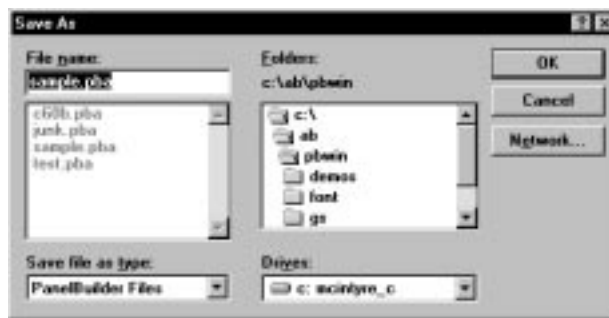 Save As
File name:
sample.pba
c60b.pba
junk.pba
sample.pba
test.pba
Save file as type:
PanelBuilder Files
Folders:
c:\ab\pbwin
c:\
ab
pbwin
demos
font
gs
Drives:
c: mcintyre_c
OK
Cancel
Network...